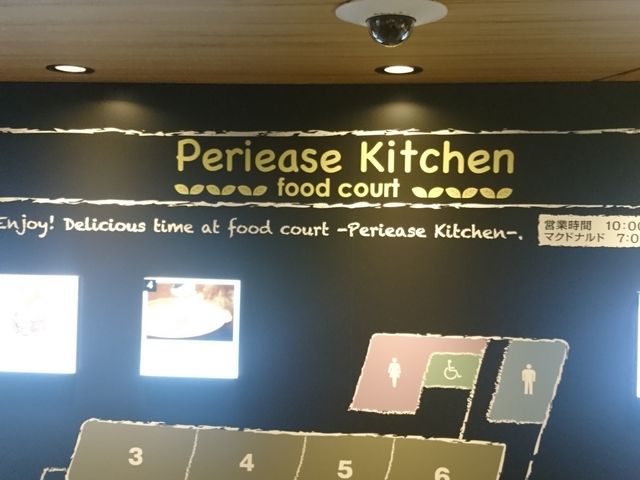 Periease Kitchen
food court
Enjoy! Delicious time at food court -Periease Kitchen-.
営業時間 10:00
マクドナルド 7:0
4
3 4 5 6